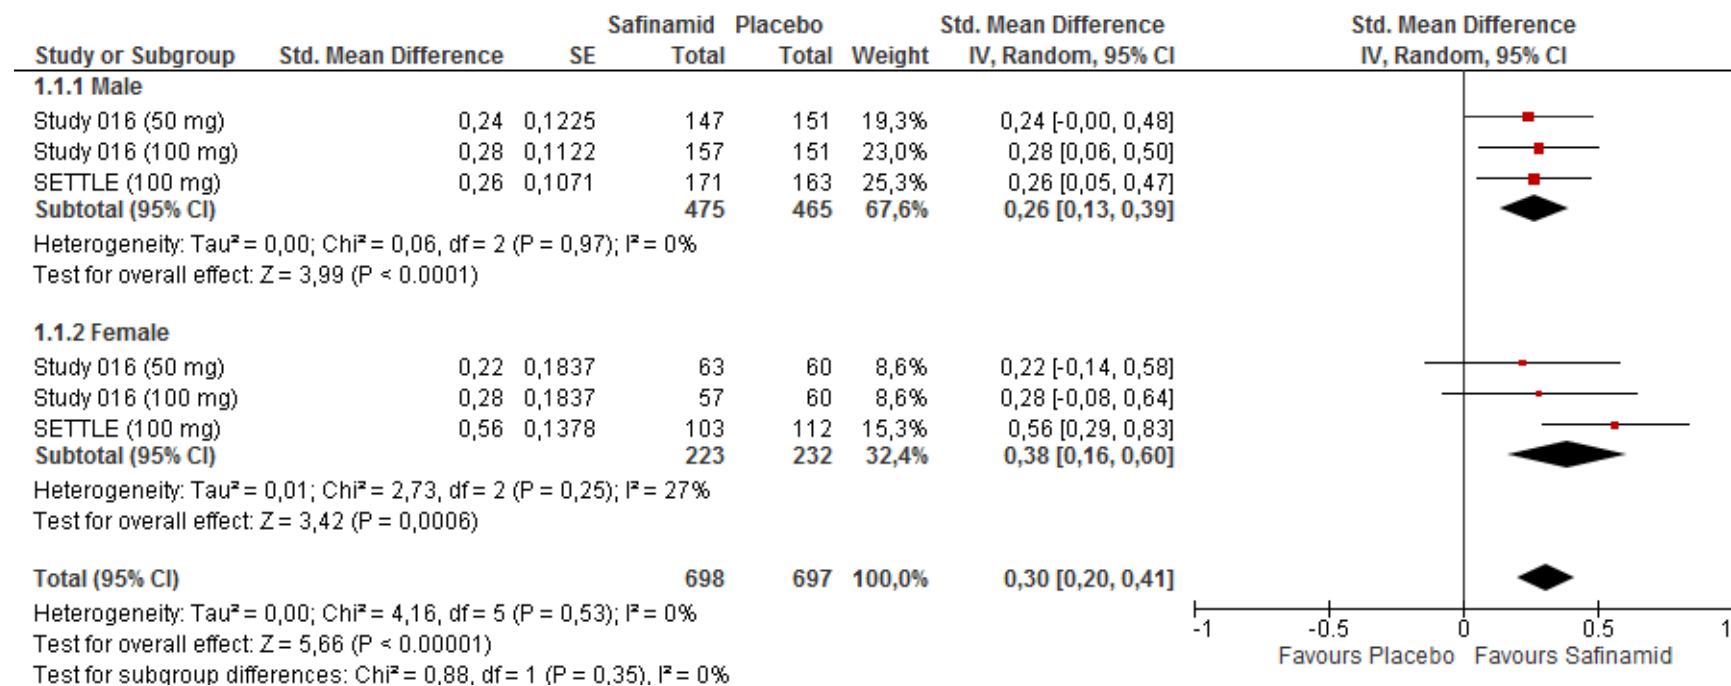 Safinamid Placebo Std. Mean Difference Std. Mean Difference
Study or Subgroup Std. Mean Difference SE Total Total Weight IV, Random, 95% CI IV, Random, 95% CI
1.1.1 Male
Study 016 (50 mg) 0,24 0,1225 147 151 19,3% 0,24 [-0,00, 0,48]
Study 016 (100 mg) 0,28 0,1122 157 151 23,0% 0,28 [0,06, 0,50]
SETTLE (100 mg) 0,26 0,1071 171 163 25,3% 0,26 [0,05, 0,47]
Subtotal (95% CI) 475 465 67,6% 0,26 [0,13, 0,39]
Heterogeneity: Tau² = 0,00; Chi² = 0,06, df = 2 (P = 0,97); I² = 0%
Test for overall effect: Z = 3,99 (P < 0.0001)
1.1.2 Female
Study 016 (50 mg) 0,22 0,1837 63 60 8,6% 0,22 [-0,14, 0,58]
Study 016 (100 mg) 0,28 0,1837 57 60 8,6% 0,28 [-0,08, 0,64]
SETTLE (100 mg) 0,56 0,1378 103 112 15,3% 0,56 [0,29, 0,83]
Subtotal (95% CI) 223 232 32,4% 0,38 [0,16, 0,60]
Heterogeneity: Tau² = 0,01; Chi² = 2,73, df = 2 (P = 0,25); I² = 27%
Test for overall effect: Z = 3,42 (P = 0,0006)
Total (95% CI) 698 697 100,0% 0,30 [0,20, 0,41]
Heterogeneity: Tau² = 0,00; Chi² = 4,16, df = 5 (P = 0,53); I² = 0%
Test for overall effect: Z = 5,66 (P < 0.00001)
Test for subgroup differences: Chi² = 0,88, df = 1 (P = 0,35), I² = 0%
-1 -0.5 0 0.5 1
Favours Placebo Favours Safinamid